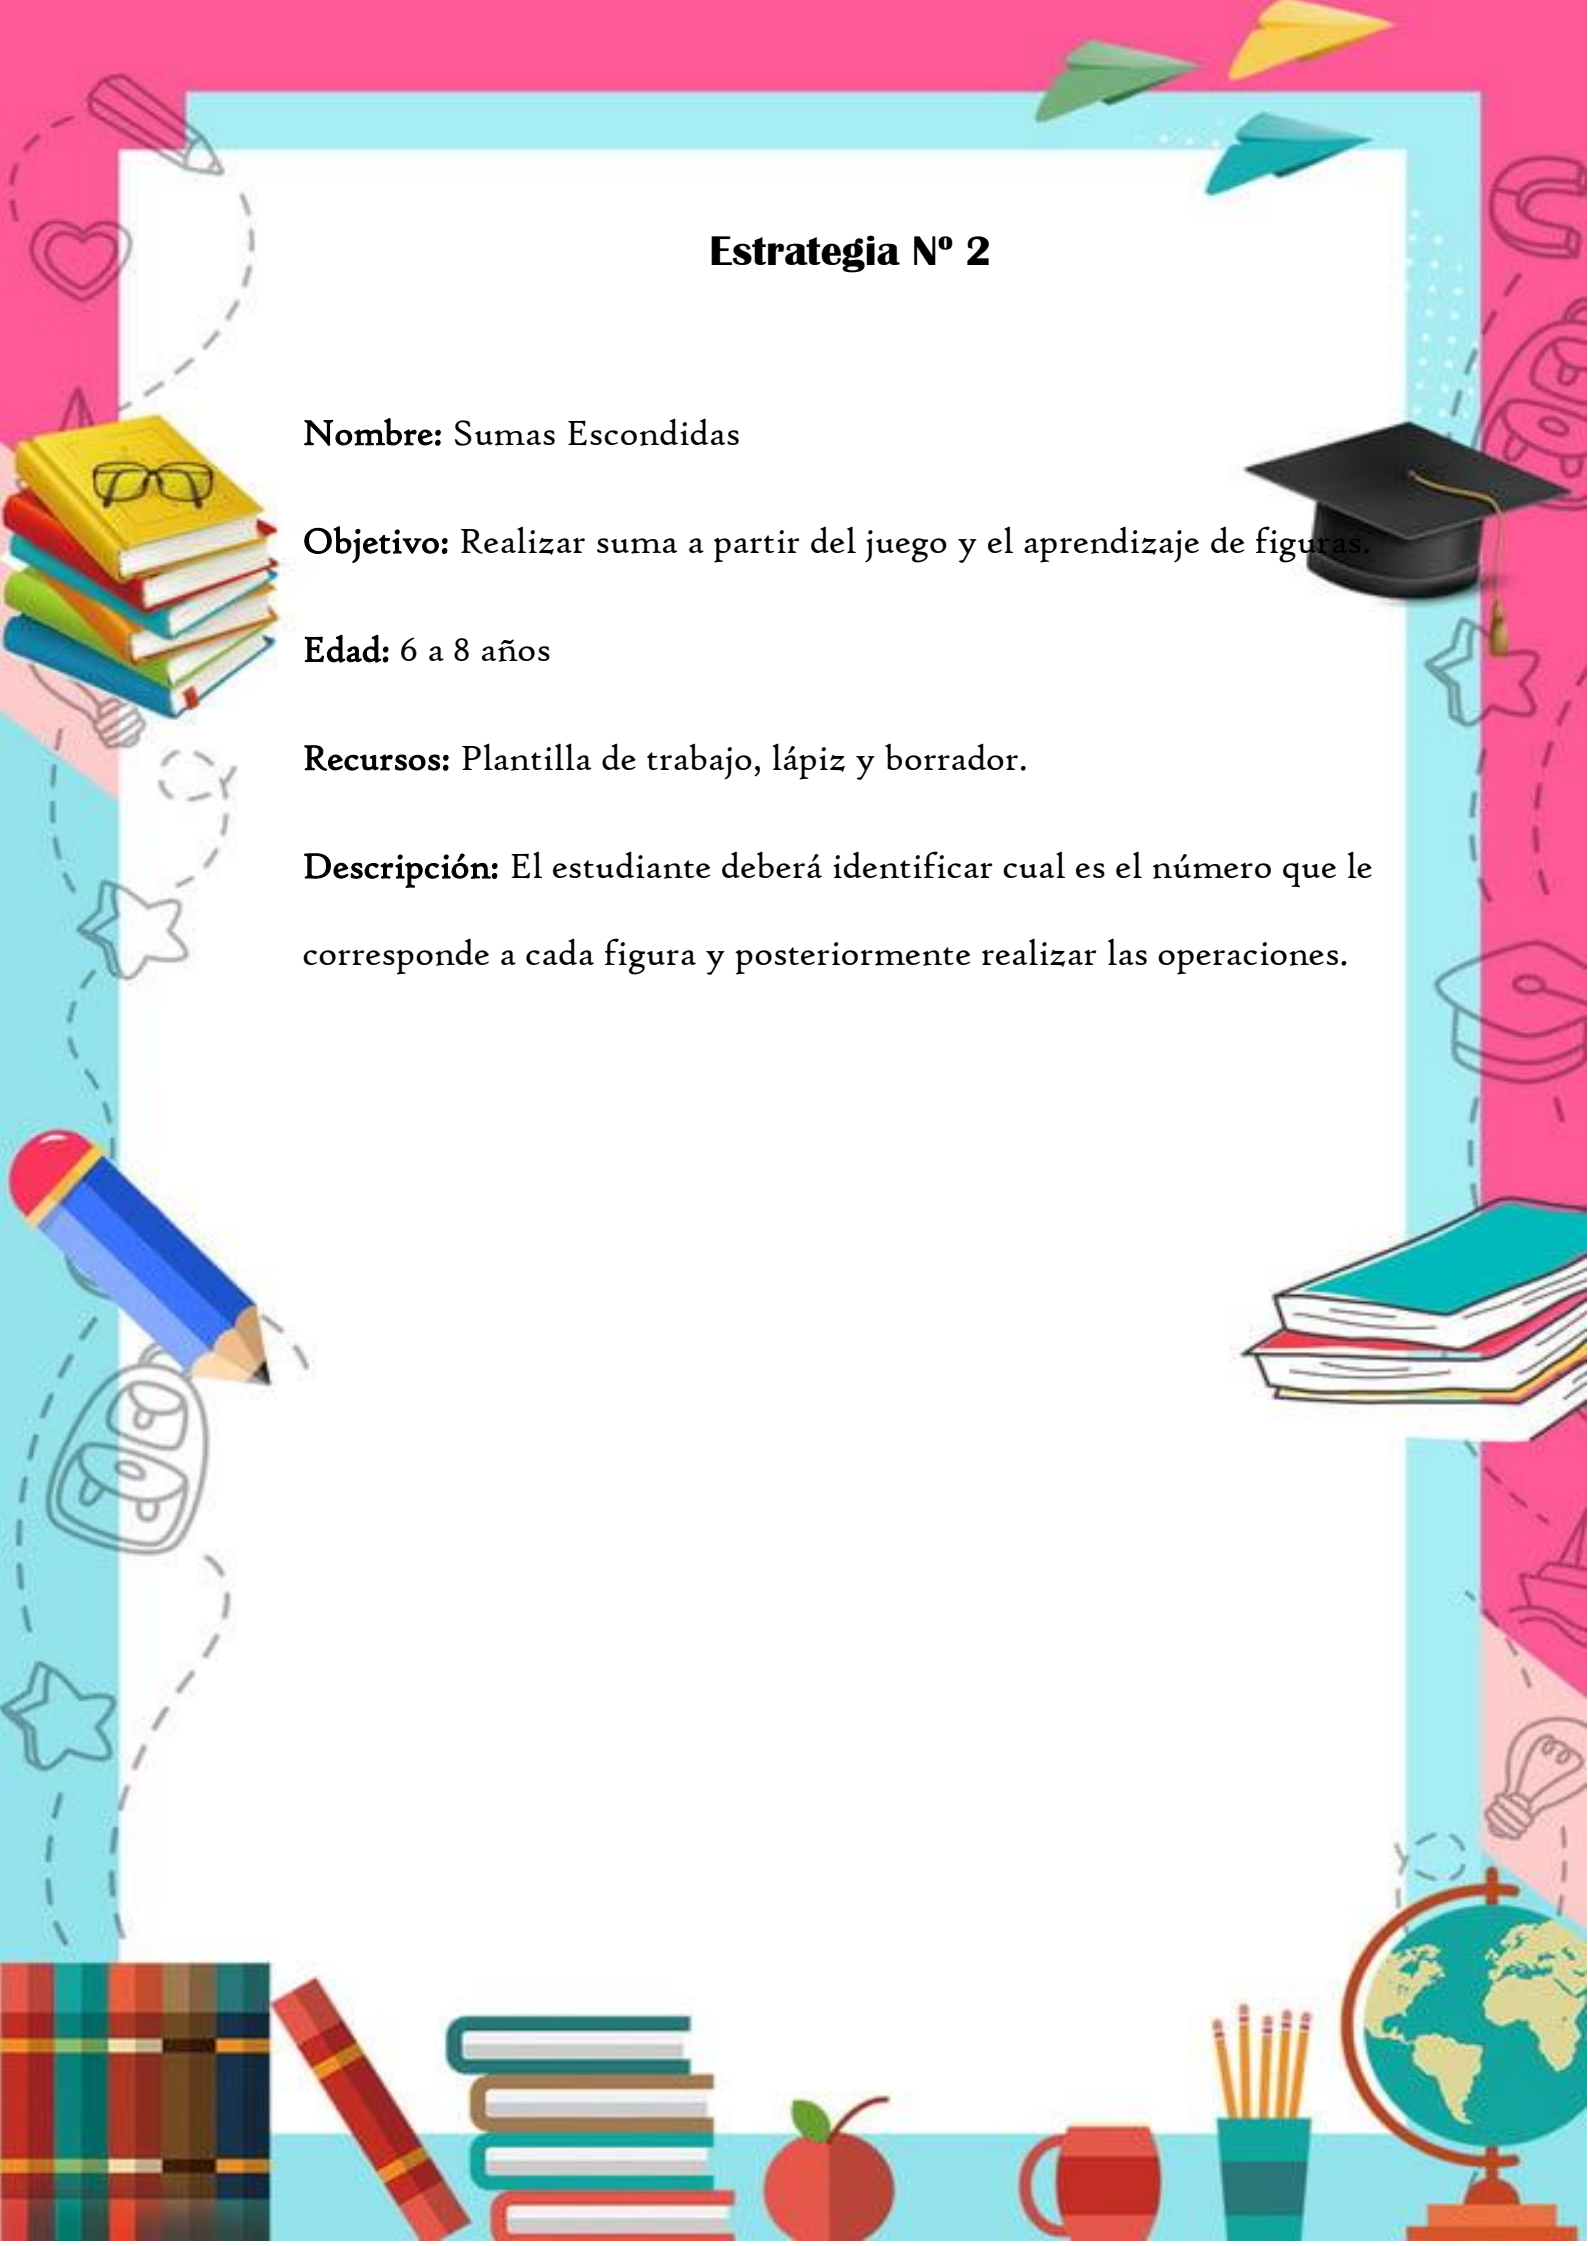 Estrategia Nº 2
Nombre: Sumas Escondidas
Objetivo: Realizar suma a partir del juego y el aprendizaje de figuras.
Edad: 6 a 8 años
Recursos: Plantilla de trabajo, lápiz y borrador.
Descripción: El estudiante deberá identificar cual es el número que le
corresponde a cada figura y posteriormente realizar las operaciones.